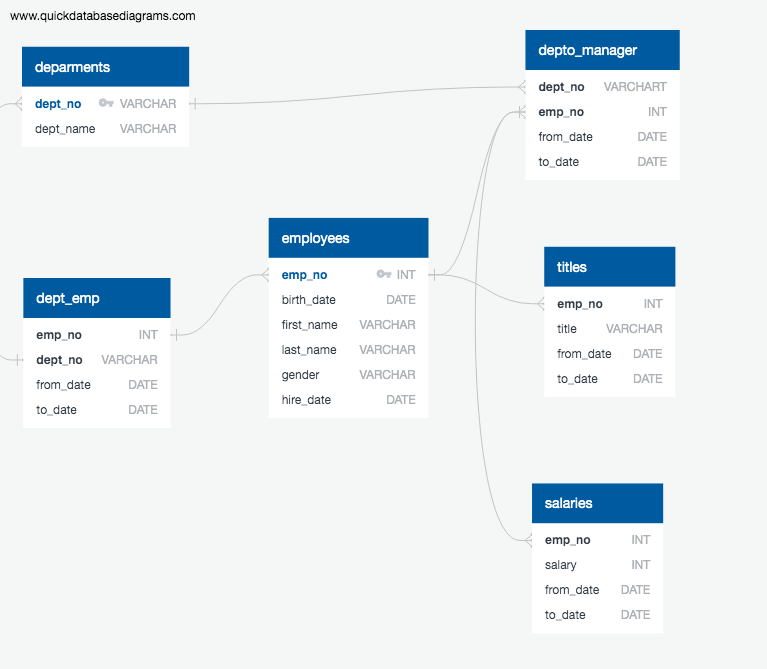 www.quickdatabasediagrams.com
deparments
dept_no VARCHAR
dept_name VARCHAR
depto_manager
dept_no VARCHART
emp_no INT
from_date DATE
to_date DATE
employees
emp_no INT
birth_date DATE
first_name VARCHAR
last_name VARCHAR
gender VARCHAR
hire_date DATE
titles
emp_no INT
title VARCHAR
from_date DATE
to_date DATE
dept_emp
emp_no INT
dept_no VARCHAR
from_date DATE
to_date DATE
salaries
emp_no INT
salary INT
from_date DATE
to_date DATE